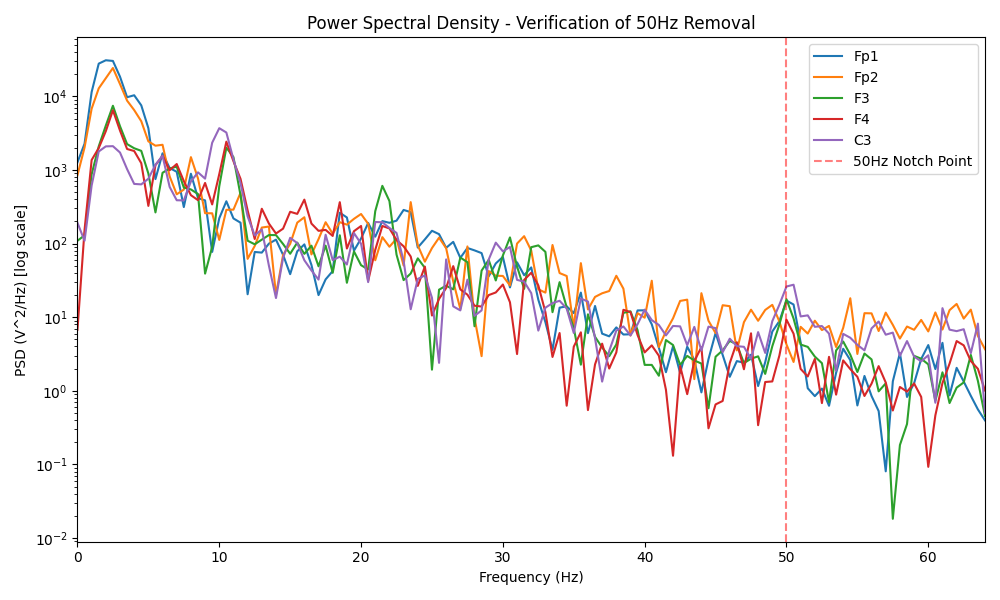 Power Spectral Density - Verification of 50Hz Removal
PSD (V^2/Hz) [log scale]
10^4
10^3
10^2
10^1
10^0
10^-1
10^-2
0 10 20 30 40 50 60
Frequency (Hz)
Fp1
Fp2
F3
F4
C3
50Hz Notch Point